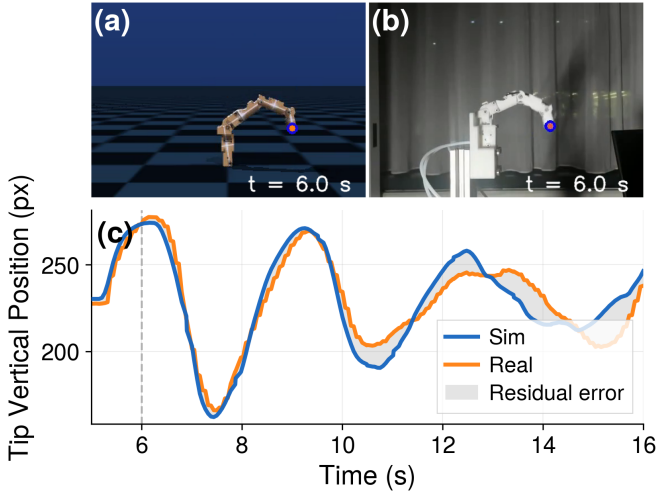 (a)
t = 6.0 s
(b)
t = 6.0 s
(c)
Tip Vertical Position (px)
250
200
Sim
Real
Residual error
6
8
10
12
14
16
Time (s)